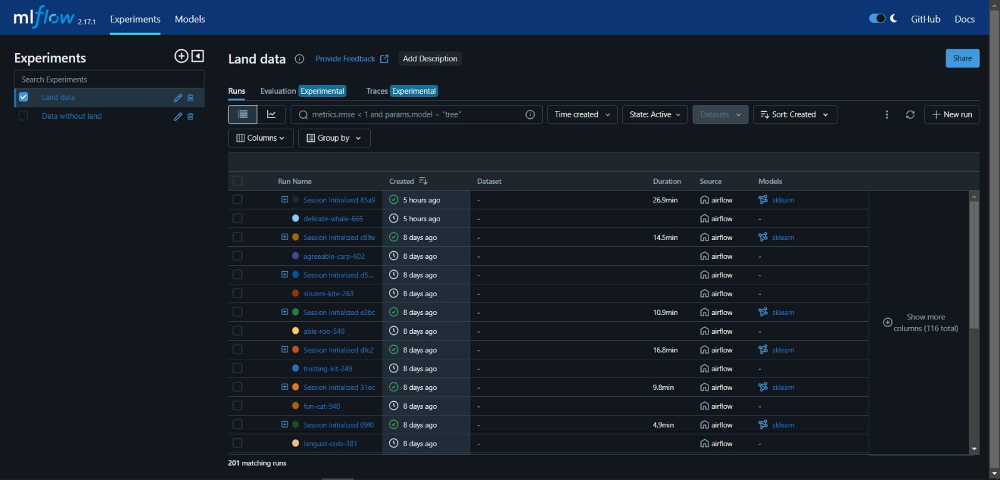 mlflow 2.17.1 Experiments Models GitHub Docs
Experiments
Search Experiments
Land data
Data without land
Land data Provide Feedback Add Description Share
Runs Evaluation Experimental Traces Experimental
metrics.rmse < 1 and params.model = "tree" Time created State: Active Datasets Sort: Created New run
Columns Group by
Run Name Created Dataset Duration Source Models
Session Initialized 85a9 5 hours ago - 26.9min airflow sklearn
delicate-whale-666 5 hours ago - airflow -
Session Initialized c89e 8 days ago - 14.5min airflow sklearn
agreeable-carp-602 8 days ago - airflow -
Session Initialized d5... 8 days ago - airflow -
sincere-kite-263 8 days ago - airflow -
Session Initialized e3bc 8 days ago - 10.9min airflow sklearn
able-roo-540 8 days ago - airflow -
Session Initialized dfc2 8 days ago - 16.8min airflow sklearn
trusting-kit-249 8 days ago - airflow -
Session Initialized 31ec 8 days ago - 9.8min airflow sklearn
fun-cat-940 8 days ago - airflow -
Session Initialized 09f0 8 days ago - 4.9min airflow sklearn
languid-crab-381 8 days ago - airflow -
Show more
columns (116 total)
201 matching runs